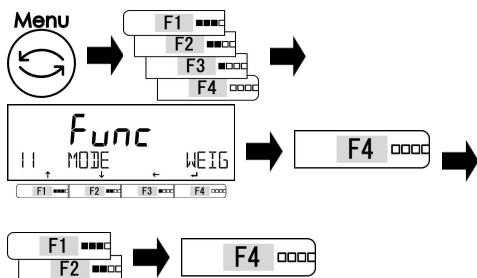 Menu
F1
F2
F3
F4
Func
11 MODE WEIG
↑ ↓ ← ↵
F1 F2 F3 F4
F4
F1
F2
F4